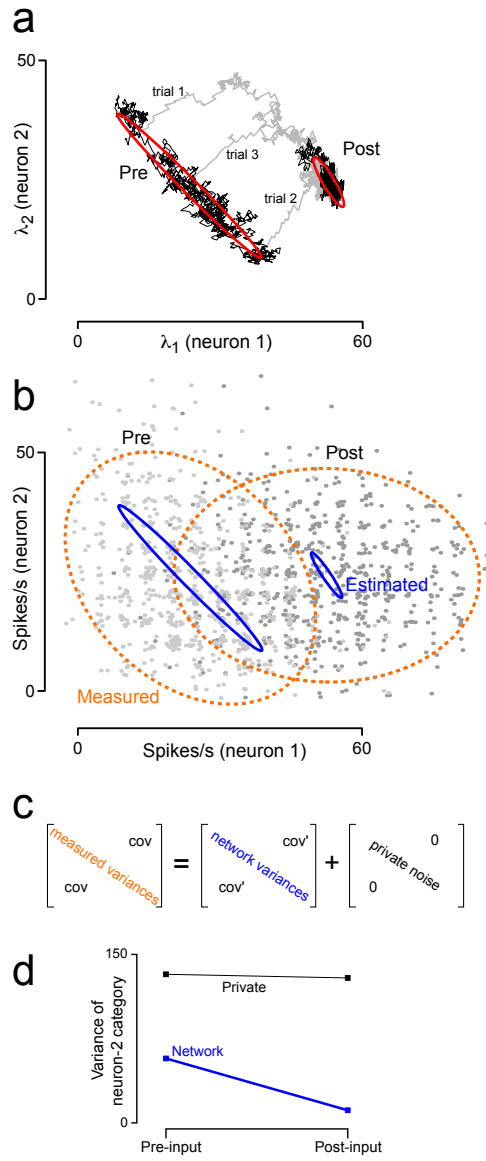 a
50
trial 1
trial 3
Post
Pre
trial 2
λ2 (neuron 2)
0
0
60
λ1 (neuron 1)
b
Pre
Post
50
Spikes/s (neuron 2)
Estimated
0
Measured
0
60
Spikes/s (neuron 1)
c
measured variances
cov
cov
=
network variances
cov'
cov'
+
private noise
0
0
d
150
Private
Variance of
neuron-2 category
Network
0
Pre-input
Post-input